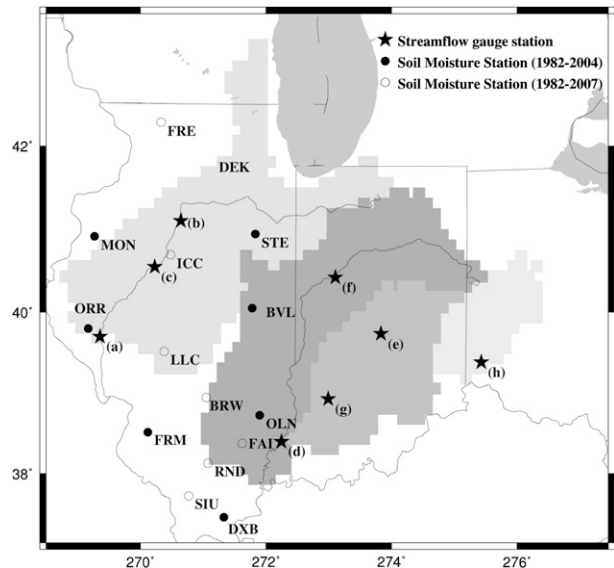 Streamflow gauge station
Soil Moisture Station (1982-2004)
Soil Moisture Station (1982-2007)
42°
40°
38°
FRE
DEK
(b)
MON
STE
ICC
(c)
(f)
ORR
BVL
(a)
(e)
LLC
(h)
BRW
(g)
OLN
FRM
FAI
(d)
RND
SIU
DXB
270°
272°
274°
276°